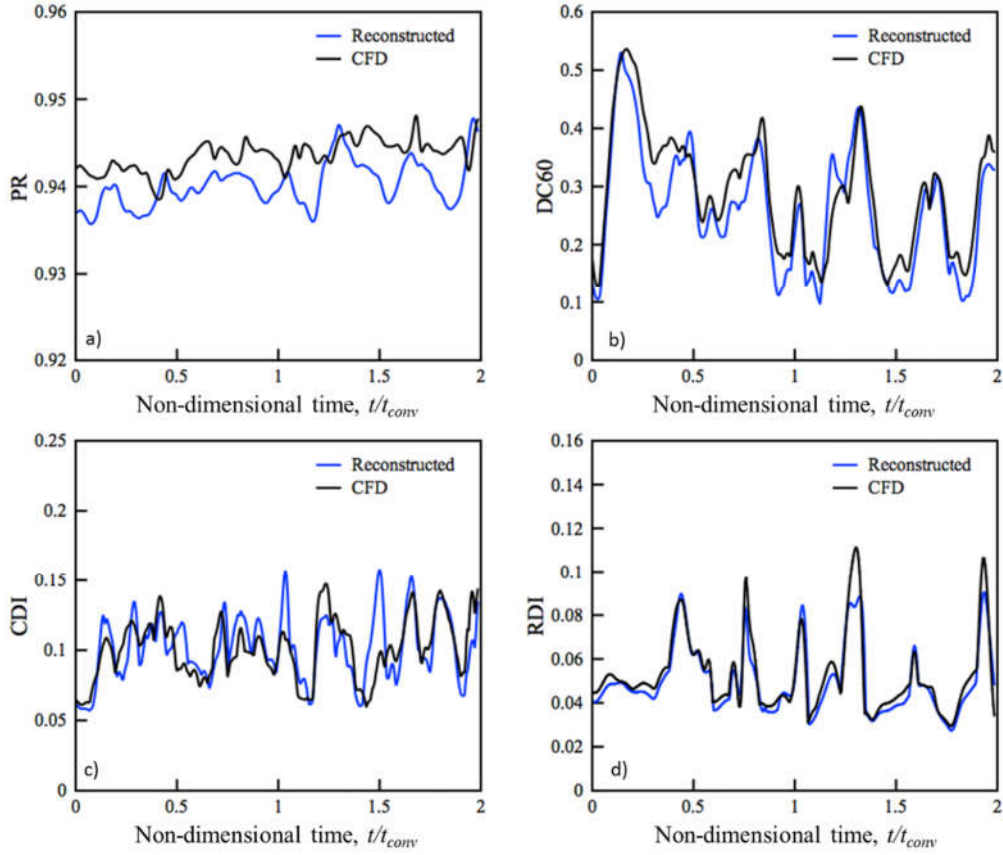 0.96
0.95
0.94
0.93
0.92
PR
Reconstructed
CFD
a)
0
0.5
1
1.5
2
Non-dimensional time, t/tconv
0.6
0.5
0.4
0.3
0.2
0.1
0
DC60
Reconstructed
CFD
b)
0
0.5
1
1.5
2
Non-dimensional time, t/tconv
0.25
0.2
0.15
0.1
0.05
0
CDI
Reconstructed
CFD
c)
0
0.5
1
1.5
2
Non-dimensional time, t/tconv
0.16
0.14
0.12
0.1
0.08
0.06
0.04
0.02
0
RDI
Reconstructed
CFD
d)
0
0.5
1
1.5
2
Non-dimensional time, t/tconv